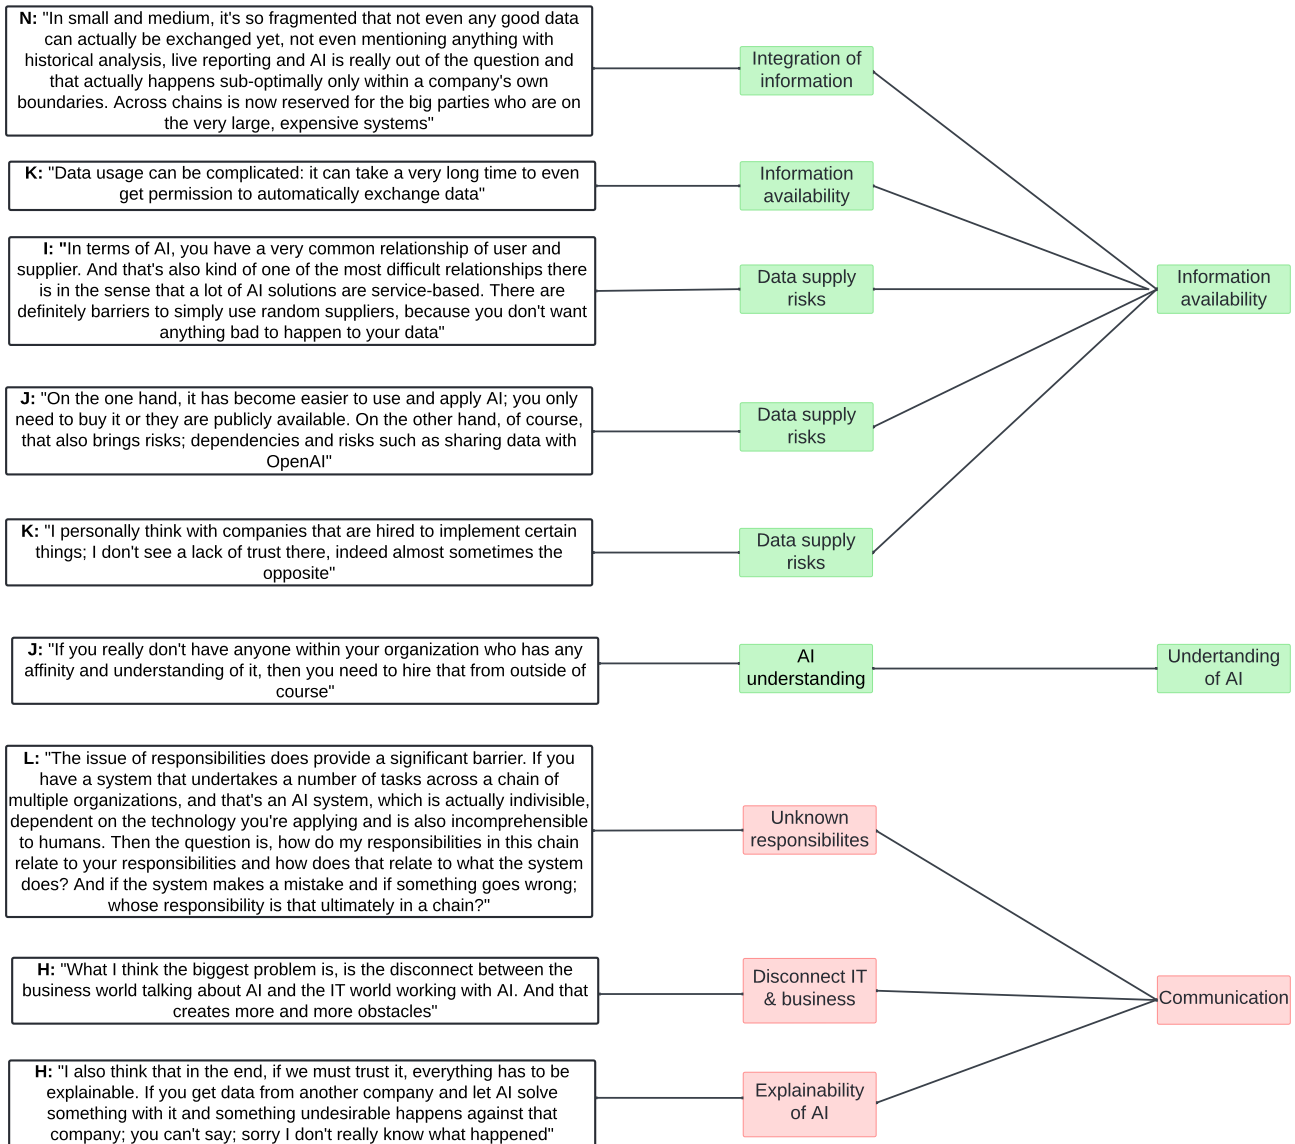 N: "In small and medium, it's so fragmented that not even any good data
can actually be exchanged yet, not even mentioning anything with
historical analysis, live reporting and AI is really out of the question and
that actually happens sub-optimally only within a company's own
boundaries. Across chains is now reserved for the big parties who are on
the very large, expensive systems"
Integration of
information
K: "Data usage can be complicated: it can take a very long time to even
get permission to automatically exchange data"
Information
availability
I: "In terms of AI, you have a very common relationship of user and
supplier. And that's also kind of one of the most difficult relationships there
is in the sense that a lot of AI solutions are service-based. There are
definitely barriers to simply use random suppliers, because you don't want
anything bad to happen to your data"
Data supply
risks
Information
availability
J: "On the one hand, it has become easier to use and apply AI; you only
need to buy it or they are publicly available. On the other hand, of course,
that also brings risks; dependencies and risks such as sharing data with
OpenAI"
Data supply
risks
K: "I personally think with companies that are hired to implement certain
things; I don't see a lack of trust there, indeed almost sometimes the
opposite"
Data supply
risks
J: "If you really don't have anyone within your organization who has any
affinity and understanding of it, then you need to hire that from outside of
course"
AI
understanding
Undertanding
of AI
L: "The issue of responsibilities does provide a significant barrier. If you
have a system that undertakes a number of tasks across a chain of
multiple organizations, and that's an AI system, which is actually indivisible,
dependent on the technology you're applying and is also incomprehensible
to humans. Then the question is, how do my responsibilities in this chain
relate to your responsibilities and how does that relate to what the system
does? And if the system makes a mistake and if something goes wrong;
whose responsibility is that ultimately in a chain?"
Unknown
responsibilites
H: "What I think the biggest problem is, is the disconnect between the
business world talking about AI and the IT world working with AI. And that
creates more and more obstacles"
Disconnect IT
& business
Communication
H: "I also think that in the end, if we must trust it, everything has to be
explainable. If you get data from another company and let AI solve
something with it and something undesirable happens against that
company; you can't say; sorry I don't really know what happened"
Explainability
of AI